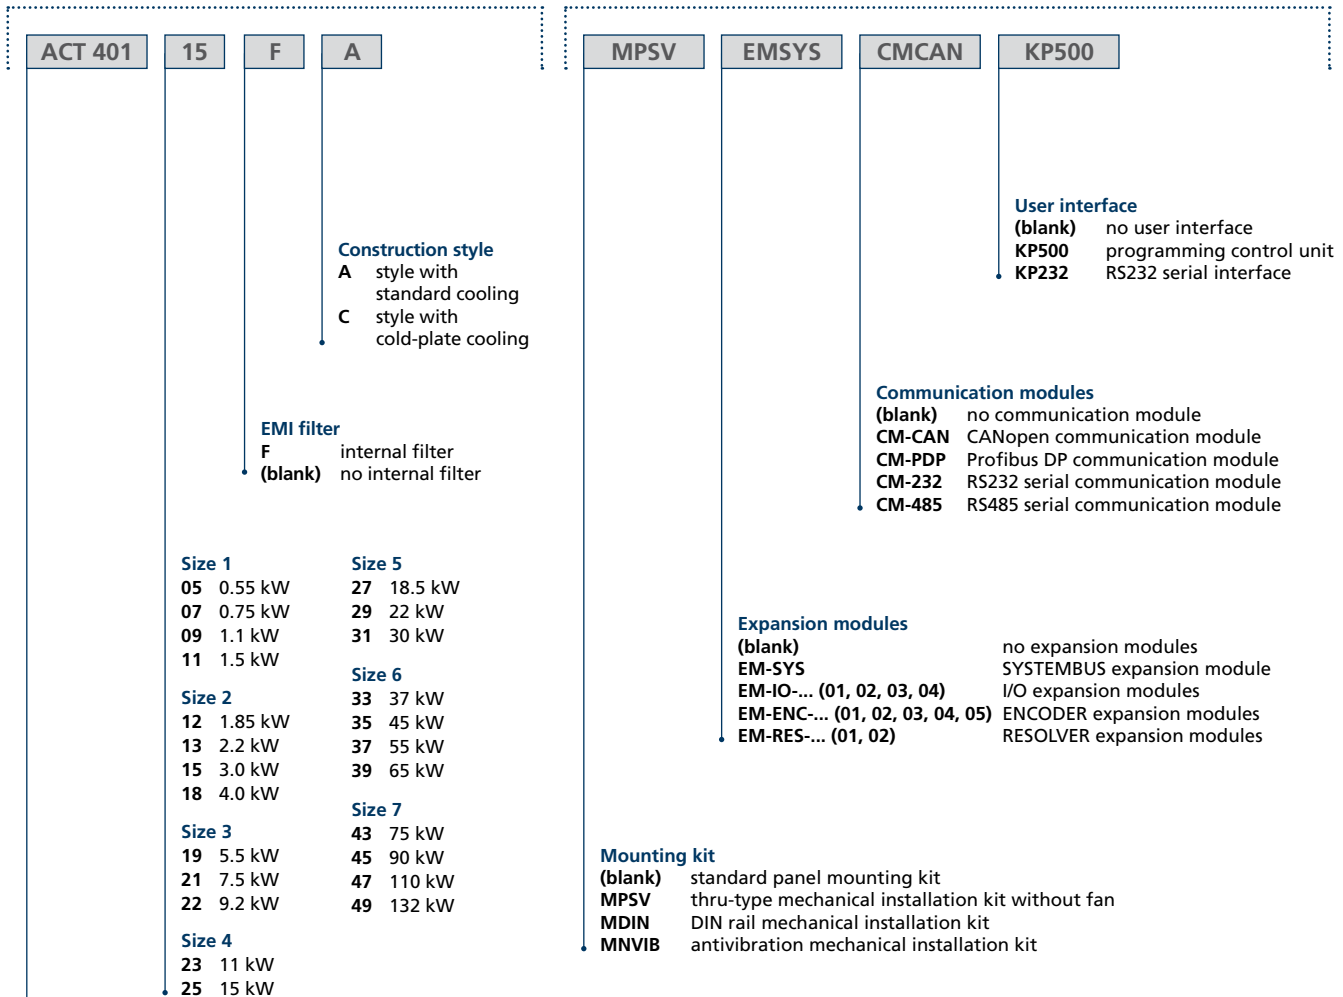 ACT 401 15 F A MPSV EMSYS CMCAN KP500
User interface
(blank) no user interface
KP500 programming control unit
KP232 RS232 serial interface
Construction style
A style with
standard cooling
C style with
cold-plate cooling
Communication modules
(blank) no communication module
CM-CAN CANopen communication module
CM-PDP Profibus DP communication module
CM-232 RS232 serial communication module
CM-485 RS485 serial communication module
EMI filter
F internal filter
(blank) no internal filter
Size 1
05 0.55 kW
07 0.75 kW
09 1.1 kW
11 1.5 kW
Size 2
12 1.85 kW
13 2.2 kW
15 3.0 kW
18 4.0 kW
Size 3
19 5.5 kW
21 7.5 kW
22 9.2 kW
Size 4
23 11 kW
25 15 kW
Size 5
27 18.5 kW
29 22 kW
31 30 kW
Size 6
33 37 kW
35 45 kW
37 55 kW
39 65 kW
Size 7
43 75 kW
45 90 kW
47 110 kW
49 132 kW
Expansion modules
(blank) no expansion modules
EM-SYS SYSTEMBUS expansion module
EM-IO-... (01, 02, 03, 04) I/O expansion modules
EM-ENC-... (01, 02, 03, 04, 05) ENCODER expansion modules
EM-RES-... (01, 02) RESOLVER expansion modules
Mounting kit
(blank) standard panel mounting kit
MPSV thru-type mechanical installation kit without fan
MDIN DIN rail mechanical installation kit
MNVIB antivibration mechanical installation kit